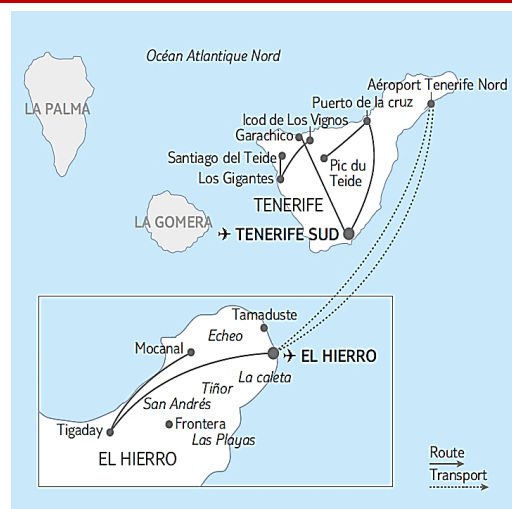 Océan Atlantique Nord
Aéroport Tenerife Nord
LA PALMA
Puerto de la cruz
Icod de Los Vignos
Garachico
Santiago del Teide
Pic du
Teide
Los Gigantes
TENERIFE
LA GOMERA
TENERIFE SUD
Tamaduste
Echeo
Mocanal
EL HIERRO
La caleta
Tiñor
San Andrés
Frontera
Tigaday
Las Playas
EL HIERRO
Route
Transport